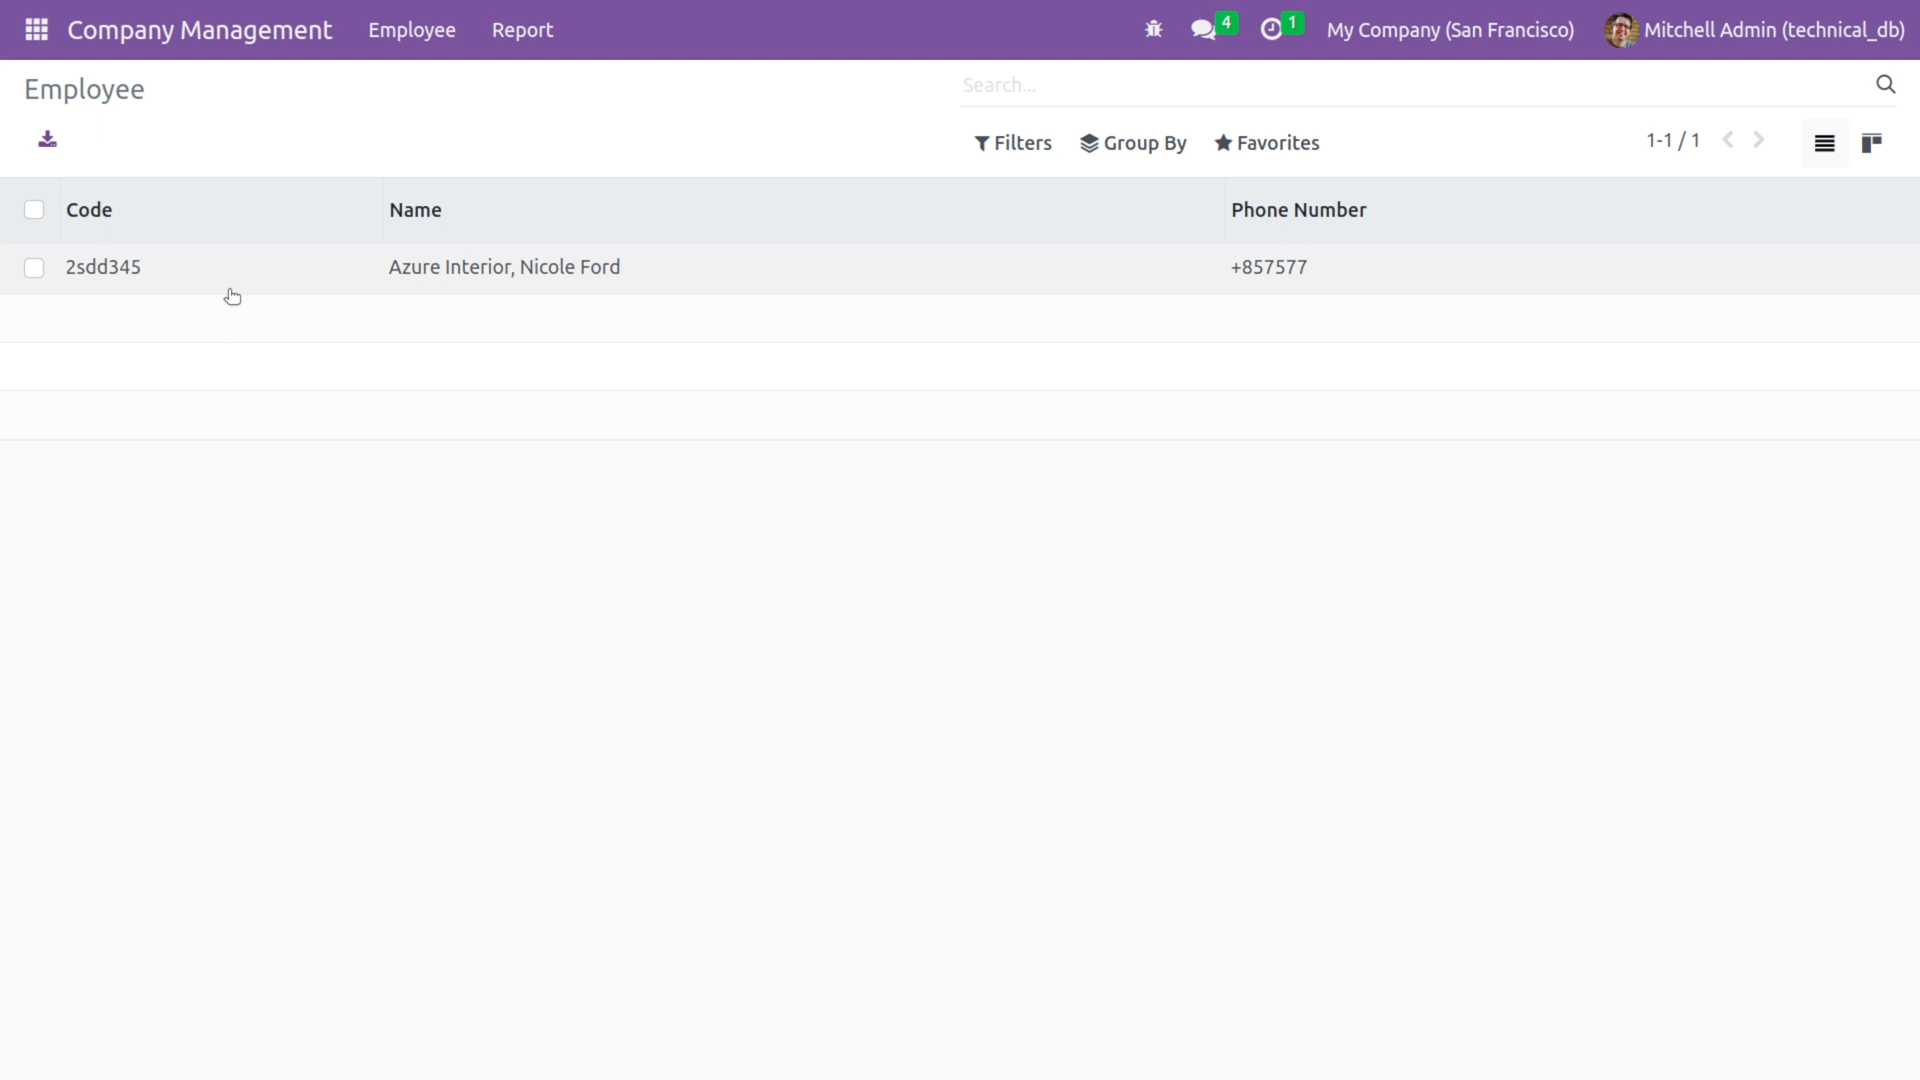 Company Management Employee Report 4 1 My Company (San Francisco) Mitchell Admin (technical_db)
Employee Search...
Filters Group By Favorites 1-1 / 1
Code Name Phone Number
2sdd345 Azure Interior, Nicole Ford +857577